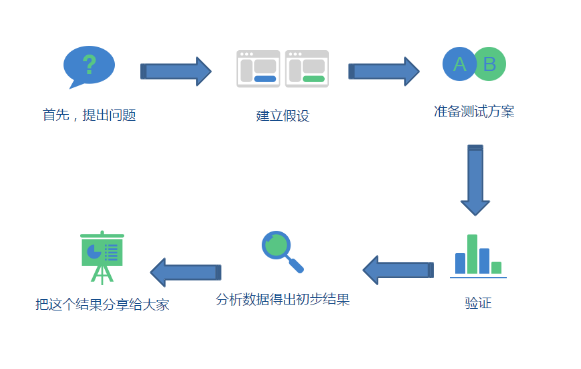 ?
首先，提出问题
建立假设
A B
准备测试方案
验证
分析数据得出初步结果
把这个结果分享给大家